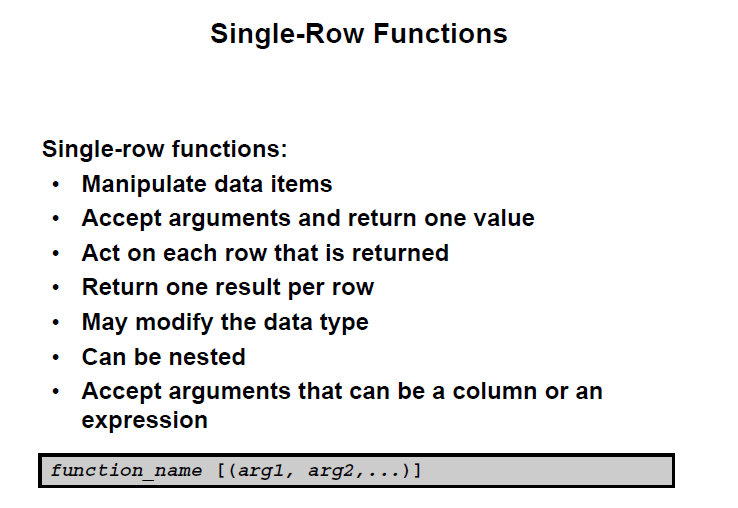 Single-Row Functions
Single-row functions:
• Manipulate data items
• Accept arguments and return one value
• Act on each row that is returned
• Return one result per row
• May modify the data type
• Can be nested
• Accept arguments that can be a column or an
expression
function_name [(arg1, arg2,...)]